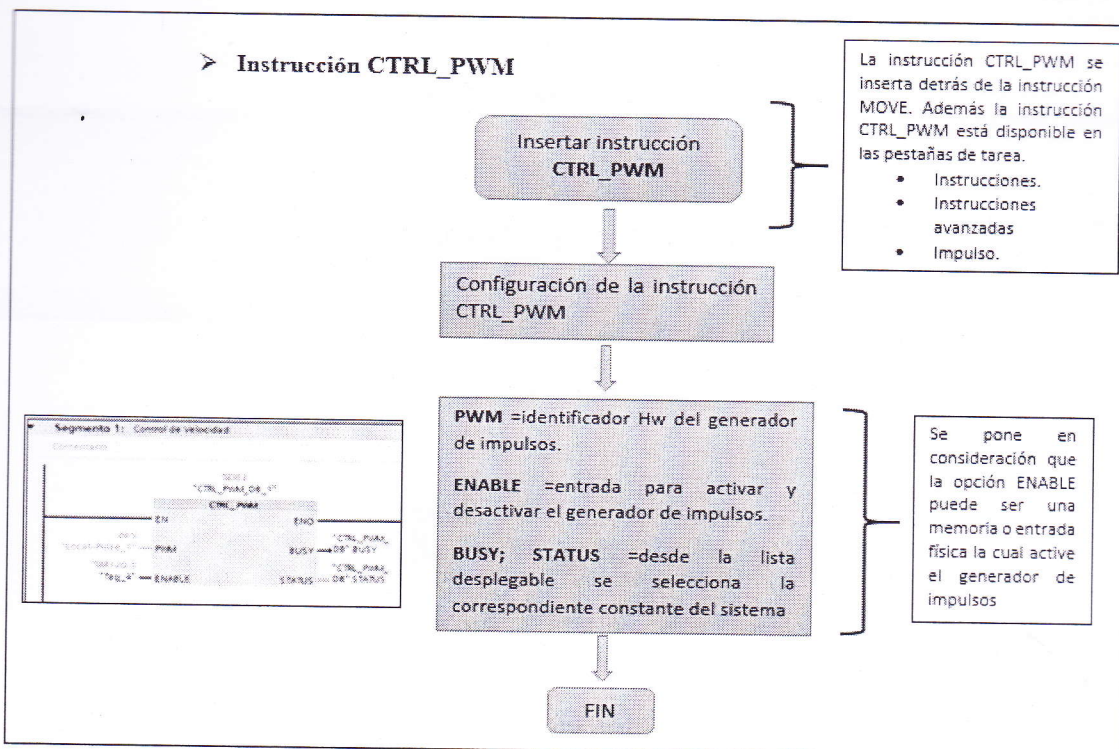 ➢ Instrucción CTRL_PWM
La instrucción CTRL_PWM se
inserta detrás de la instrucción
MOVE. Además la instrucción
CTRL_PWM está disponible en
las pestañas de tarea.
• Instrucciones.
• Instrucciones
avanzadas
• Impulso.
Insertar instrucción
CTRL_PWM
Configuración de la instrucción
CTRL_PWM
PWM =identificador Hw del generador
de impulsos.
ENABLE =entrada para activar y
desactivar el generador de impulsos.
BUSY; STATUS =desde la lista
desplegable se selecciona la
correspondiente constante del sistema
Se pone en
consideración que
la opción ENABLE
puede ser una
memoria o entrada
física la cual active
el generador de
impulsos
Segmento 1: Control de velocidad
Comentario
"CTRL_PWM_DB_1"
CTRL_PWM
EN ENO
PWM BUSY "CTRL_PWM_
DB".BUSY
ENABLE STATUS "CTRL_PWM_
DB".STATUS
FIN